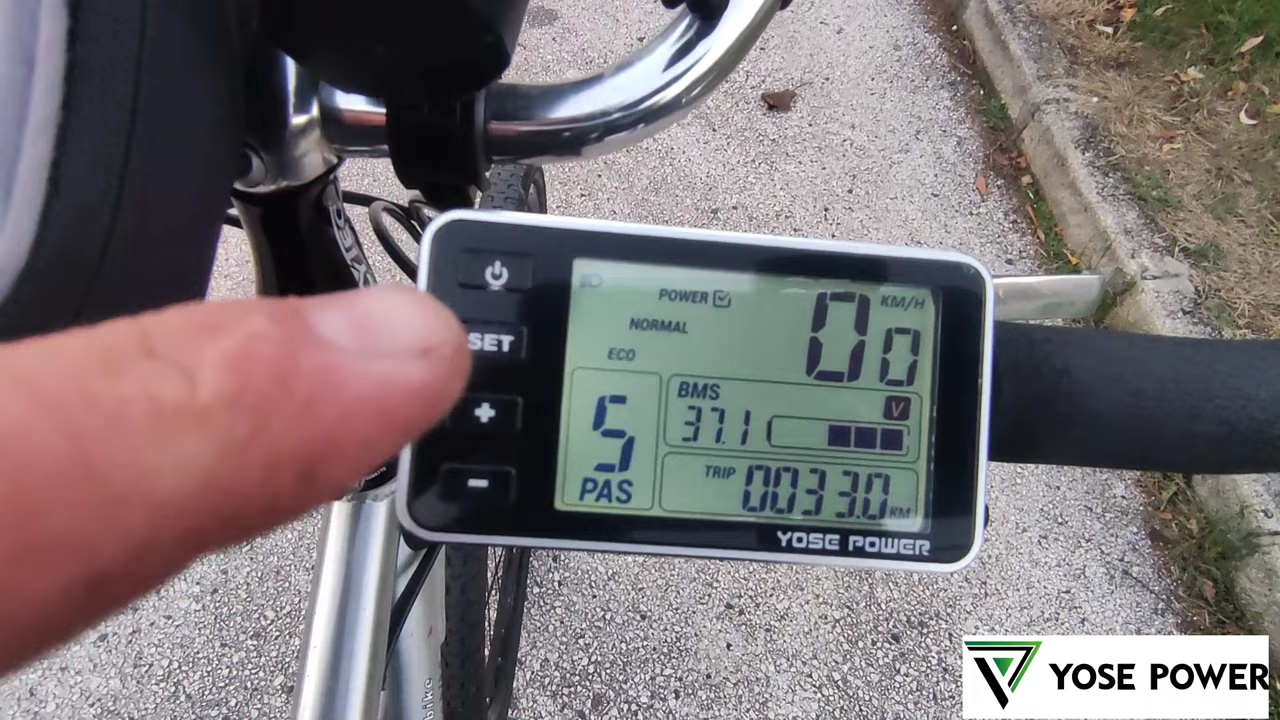 POWER
KM/H
NORMAL
00
ECO
SET
BMS
V
37.1
+
5
PAS
TRIP
0033.0
KM
-
YOSE POWER
YOSE POWER